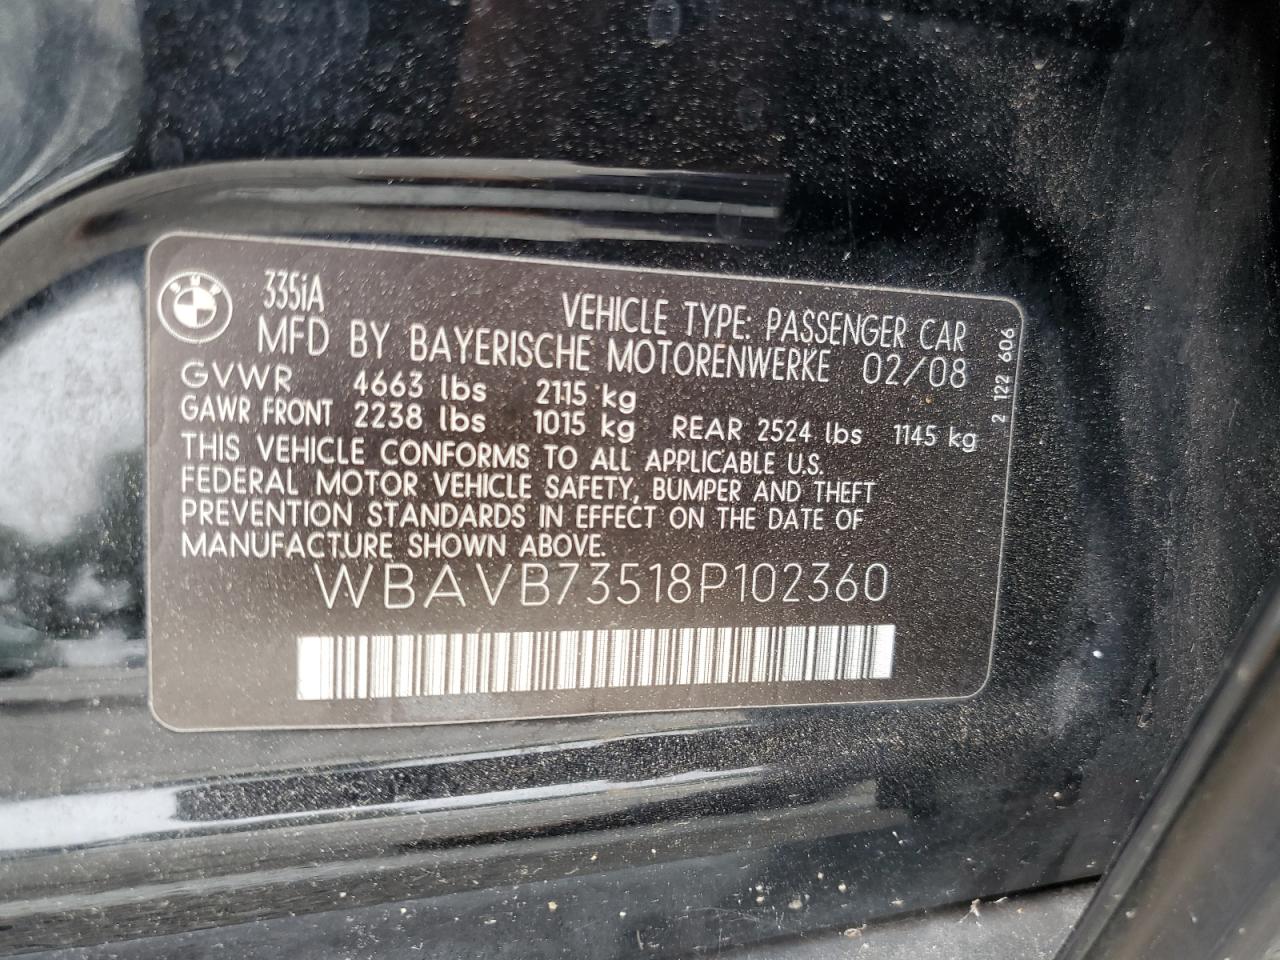 BMW
335iA
VEHICLE TYPE: PASSENGER CAR
MFD BY BAYERISCHE MOTORENWERKE 02/08
GVWR 4663 lbs 2115 kg
GAWR FRONT 2238 lbs 1015 kg REAR 2524 lbs 1145 kg
THIS VEHICLE CONFORMS TO ALL APPLICABLE U.S.
FEDERAL MOTOR VEHICLE SAFETY, BUMPER AND THEFT
PREVENTION STANDARDS IN EFFECT ON THE DATE OF
MANUFACTURE SHOWN ABOVE.
WBAVB73518P102360
2 122 606